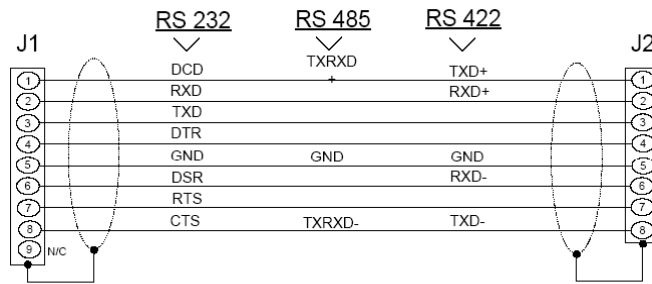 RS 232 RS 485 RS 422
J1 J2
DCD TXRXD TXD+
+
1 1
RXD RXD+
2 2
TXD
3 3
DTR
4 4
GND GND GND
5 5
DSR RXD-
6 6
RTS
7 7
CTS TXRXD- TXD-
8 8
9 N/C